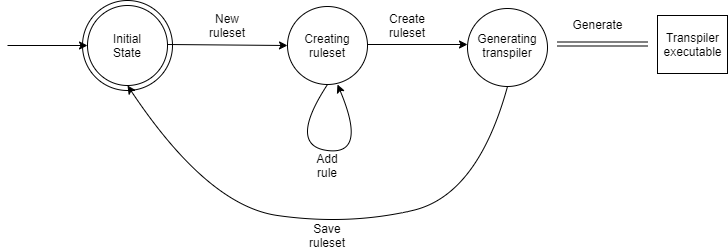 Initial
State
New
ruleset
Creating
ruleset
Create
ruleset
Generating
transpiler
Generate
Transpiler
executable
Add
rule
Save
ruleset